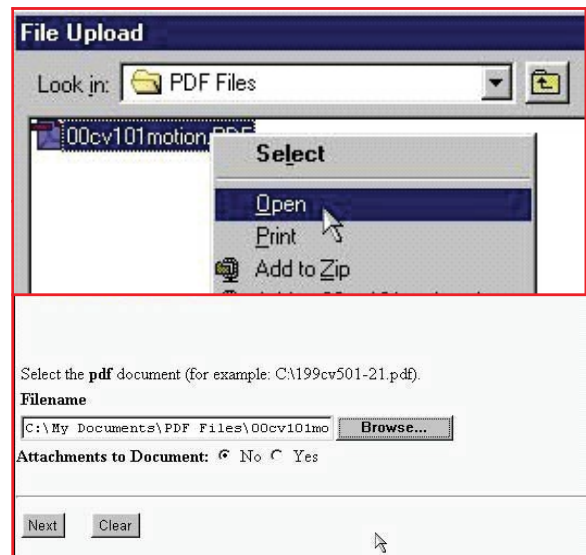 File Upload
Look in: PDF Files
00cv101motion.PDF
Select
Open
Print
Add to Zip
Select the pdf document (for example: C:\199cv501-21.pdf).
Filename
C:\My Documents\PDF Files\00cv101mo Browse...
Attachments to Document: No Yes
Next Clear